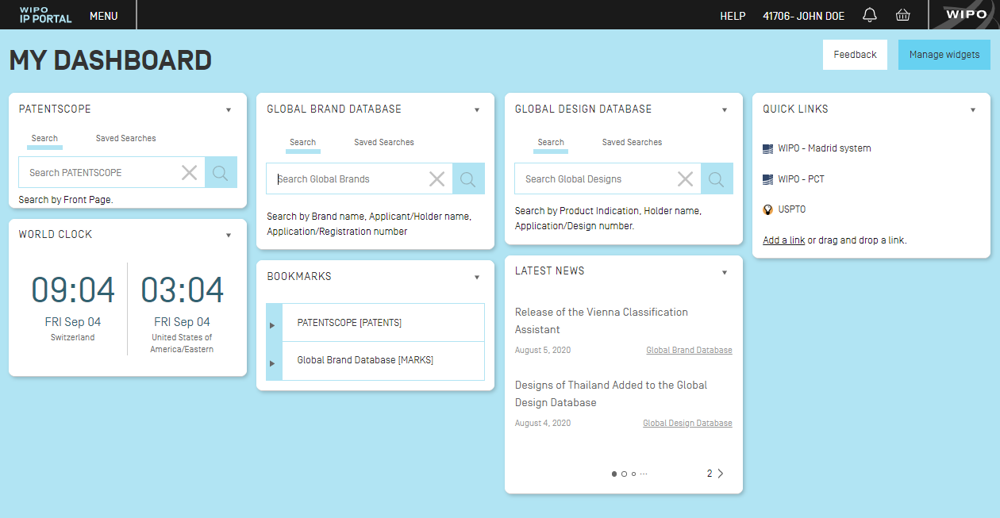 WIPO
IP PORTAL
MENU
HELP
41706- JOHN DOE
WIPO
MY DASHBOARD
Feedback
Manage widgets
PATENTSCOPE
Search
Saved Searches
Search PATENTSCOPE
Search by Front Page.
WORLD CLOCK
09:04
FRI Sep 04
Switzerland
03:04
FRI Sep 04
United States of
America/Eastern
GLOBAL BRAND DATABASE
Search
Saved Searches
Search Global Brands
Search by Brand name, Applicant/Holder name,
Application/Registration number
BOOKMARKS
PATENTSCOPE [PATENTS]
Global Brand Database [MARKS]
GLOBAL DESIGN DATABASE
Search
Saved Searches
Search Global Designs
Search by Product Indication, Holder name,
Application/Design number.
LATEST NEWS
Release of the Vienna Classification
Assistant
August 5, 2020
Global Brand Database
Designs of Thailand Added to the Global
Design Database
August 4, 2020
Global Design Database
2
QUICK LINKS
WIPO - Madrid system
WIPO - PCT
USPTO
Add a link or drag and drop a link.